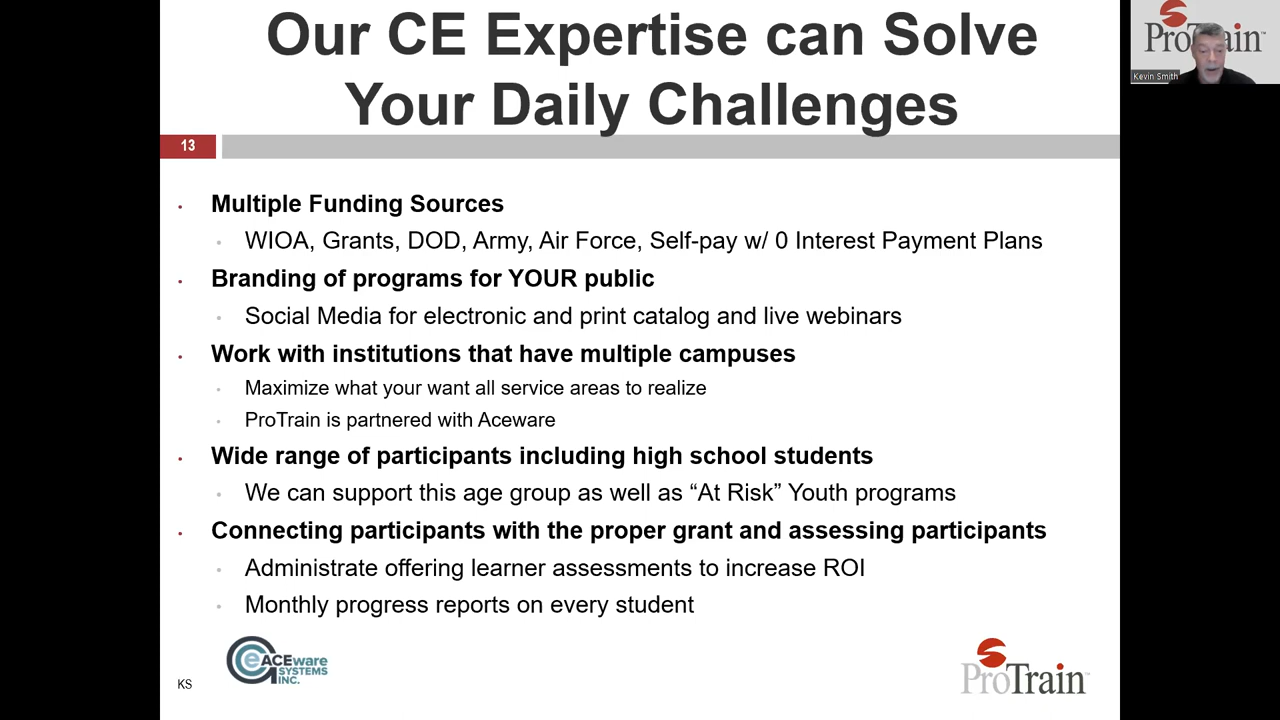 Our CE Expertise can Solve
Your Daily Challenges
13
Multiple Funding Sources
WIOA, Grants, DOD, Army, Air Force, Self-pay w/ 0 Interest Payment Plans
Branding of programs for YOUR public
Social Media for electronic and print catalog and live webinars
Work with institutions that have multiple campuses
Maximize what your want all service areas to realize
ProTrain is partnered with Aceware
Wide range of participants including high school students
We can support this age group as well as “At Risk” Youth programs
Connecting participants with the proper grant and assessing participants
Administrate offering learner assessments to increase ROI
Monthly progress reports on every student
KS
ACEware
SYSTEMS
INC.
ProTrain
ProTrain
Kevin Smith